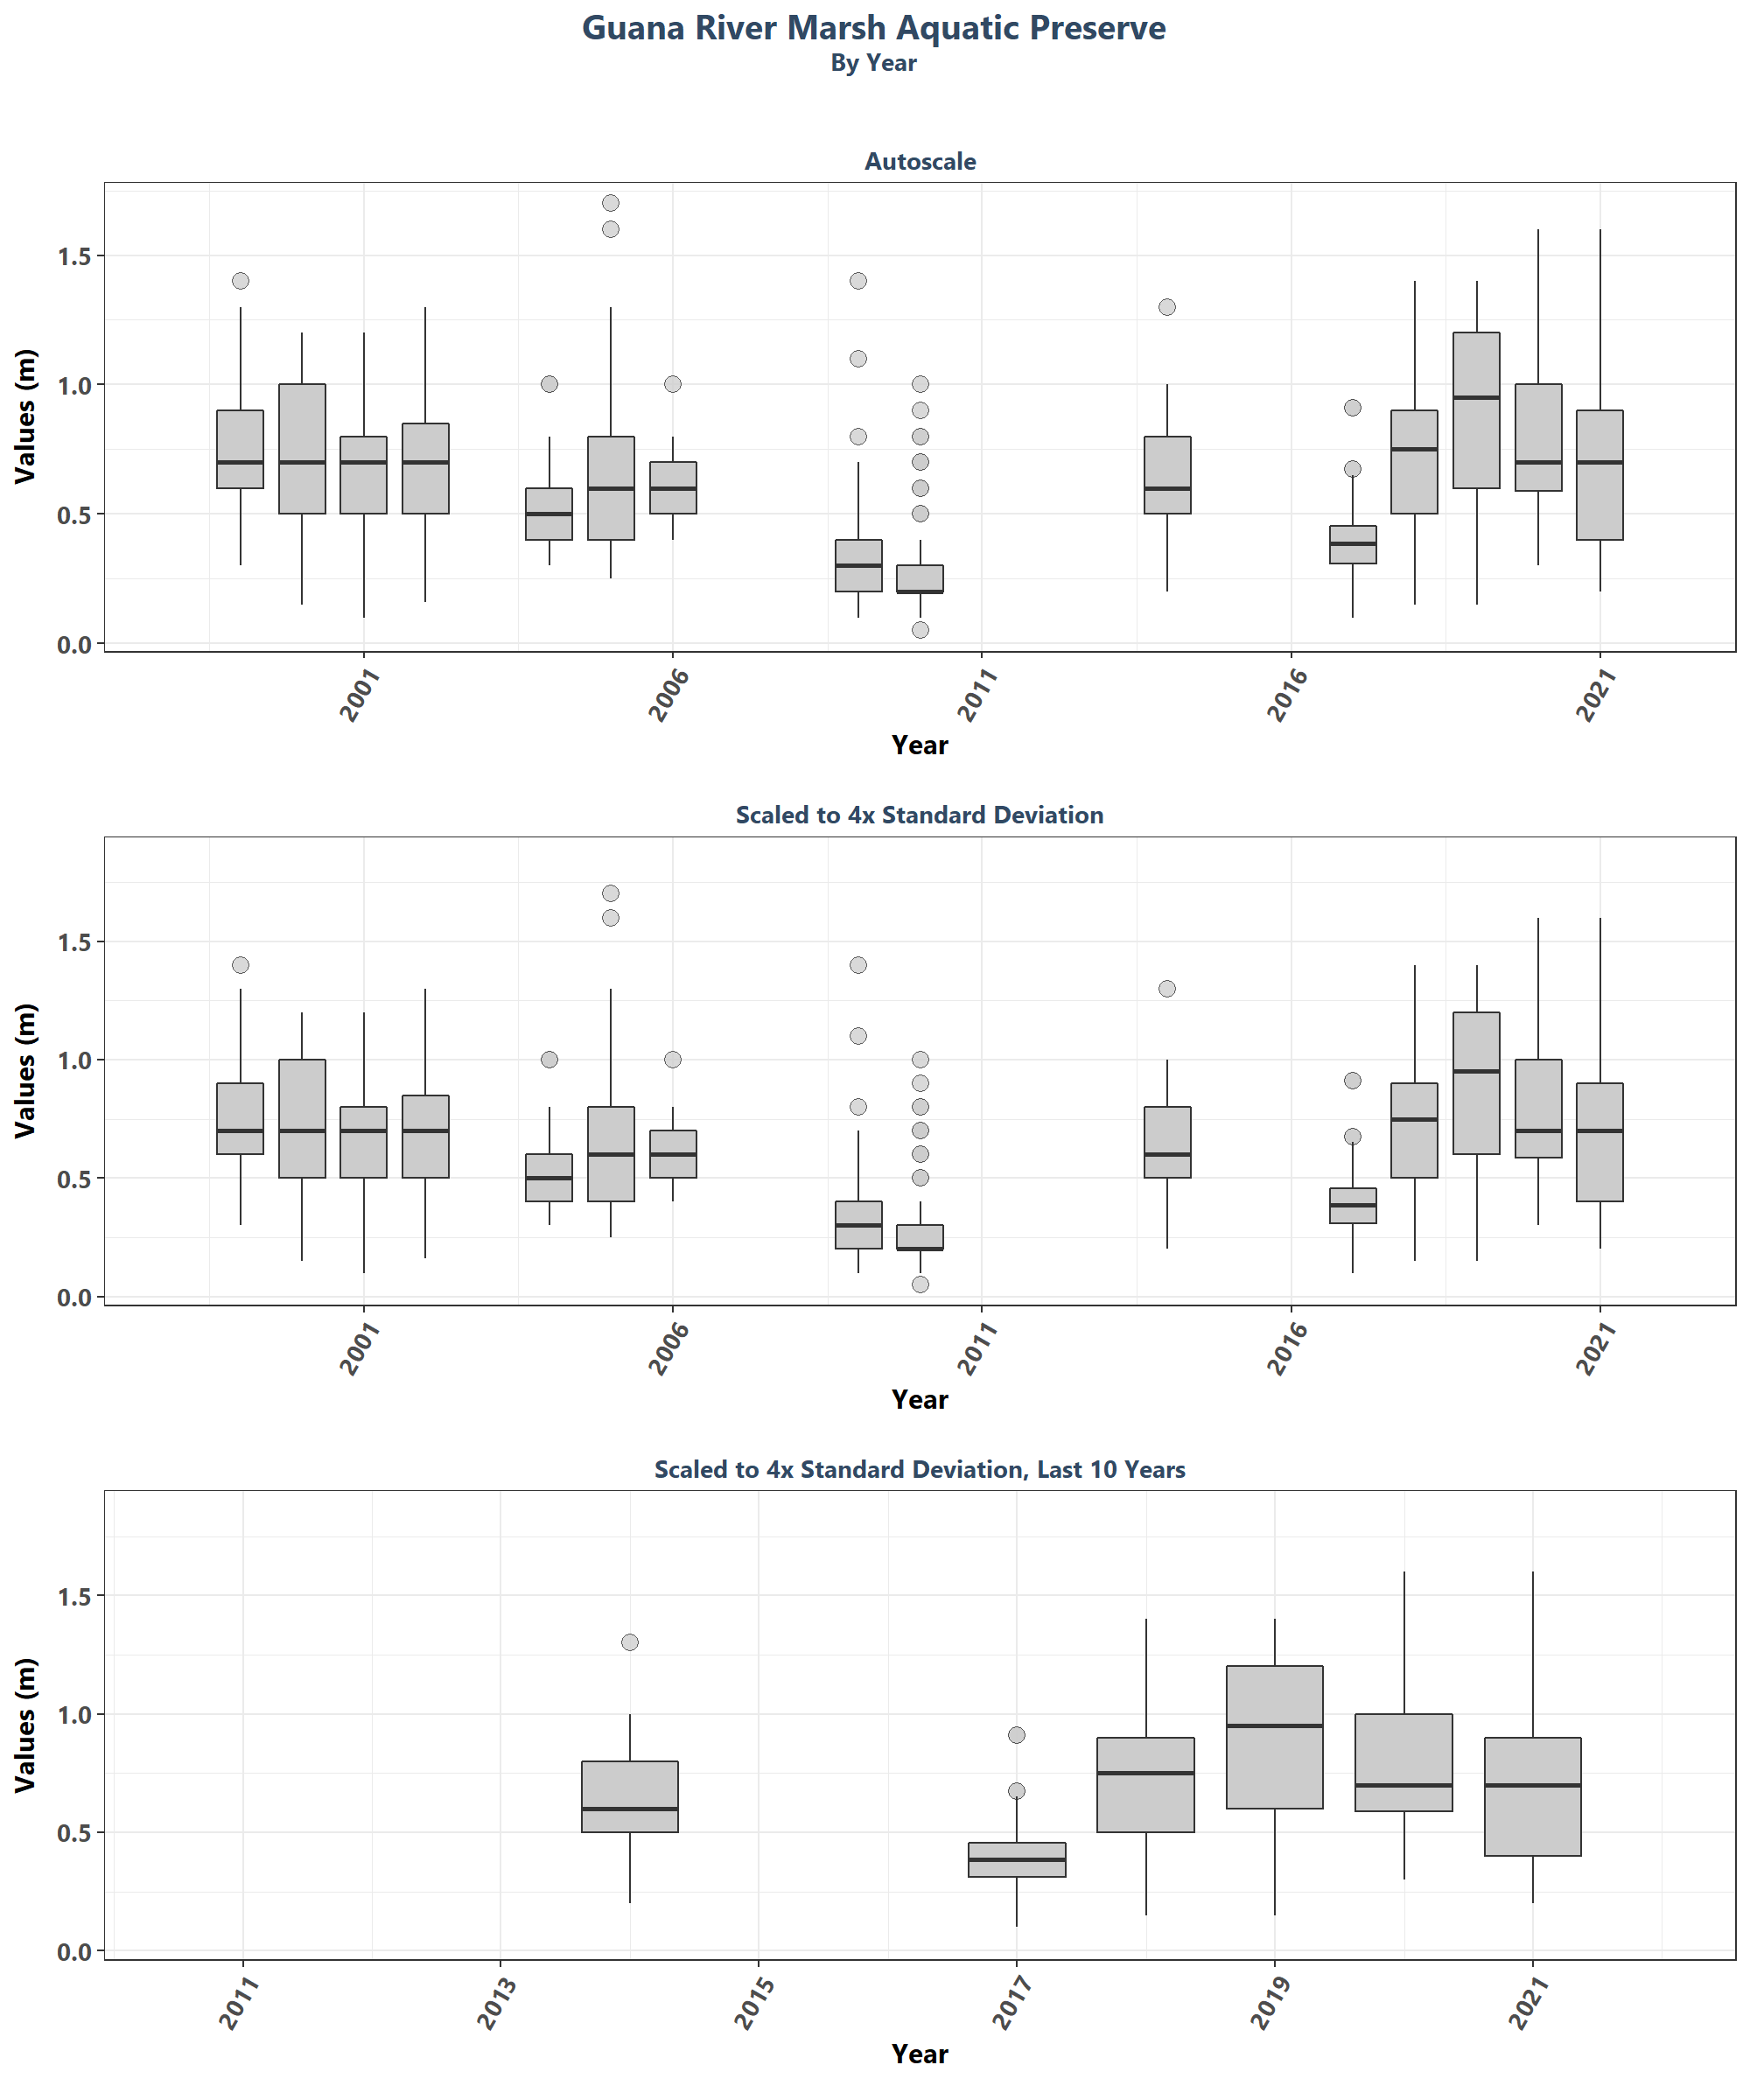 Guana River Marsh Aquatic Preserve
By Year
Autoscale
Values (m)
1.5
1.0
0.5
0.0
2001 2006 2011 2016 2021
Year
Scaled to 4x Standard Deviation
Values (m)
1.5
1.0
0.5
0.0
2001 2006 2011 2016 2021
Year
Scaled to 4x Standard Deviation, Last 10 Years
Values (m)
1.5
1.0
0.5
0.0
2011 2013 2015 2017 2019 2021
Year